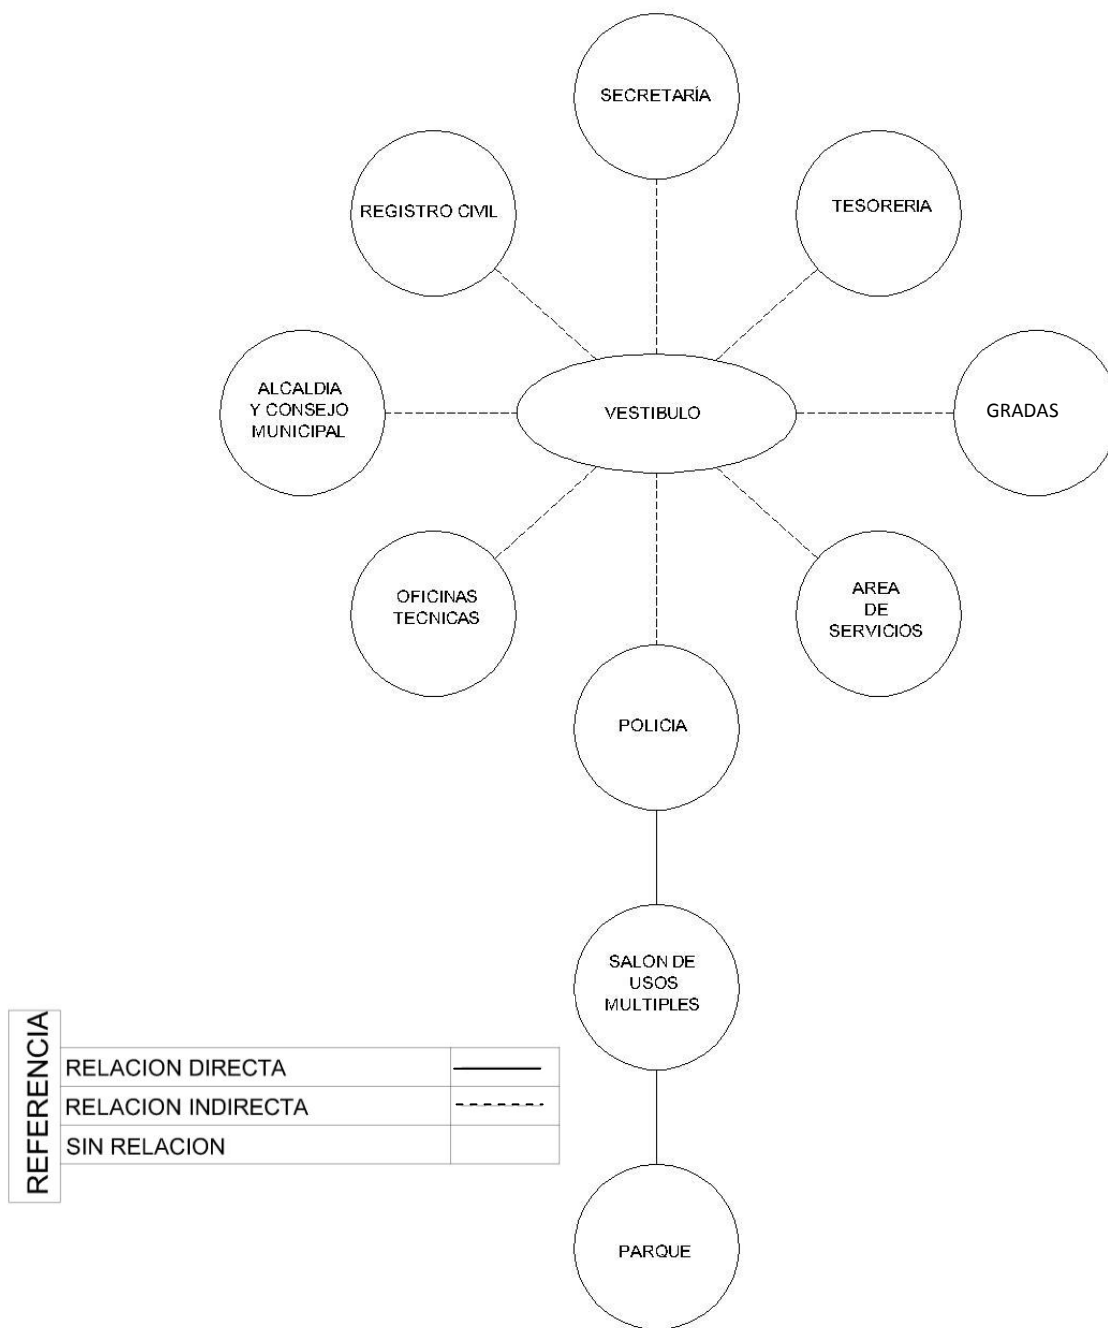 SECRETARÍA
REGISTRO CIVIL
TESORERIA
ALCALDIA
Y CONSEJO
MUNICIPAL
VESTIBULO
GRADAS
OFICINAS
TECNICAS
AREA
DE
SERVICIOS
POLICIA
SALON DE
USOS
MULTIPLES
PARQUE
REFERENCIA
RELACION DIRECTA
RELACION INDIRECTA
SIN RELACION